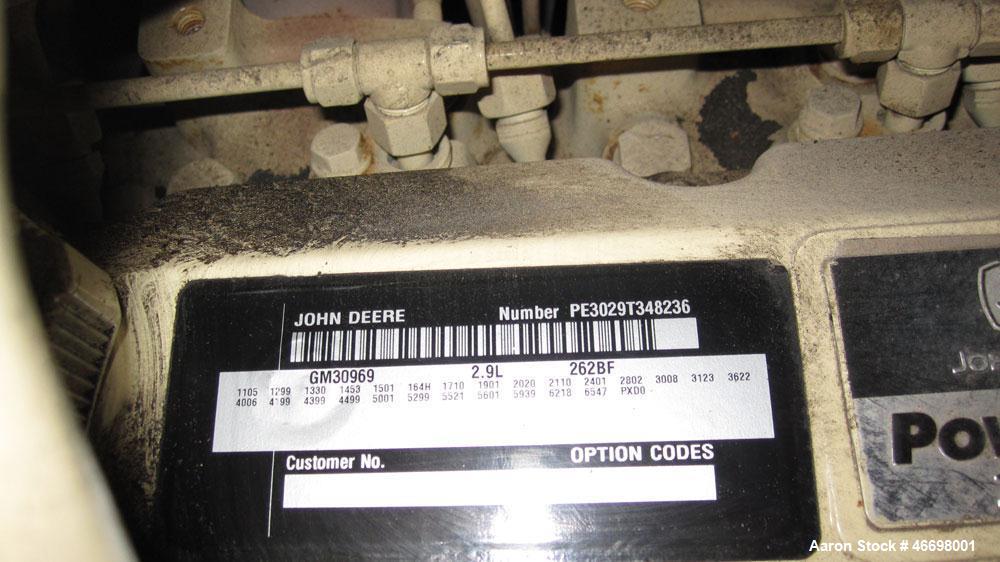 JOHN DEERE Number PE3029T348236
GM30969 2.9L 262BF
1105 1299 1330 1453 1501 164H 1710 1901 2020 2110 2401 2802 3008 3123 3622
4006 4199 4399 4499 5001 5299 5521 5601 5939 6218 6547 PXD0
Customer No. OPTION CODES
Aaron Stock # 46698001